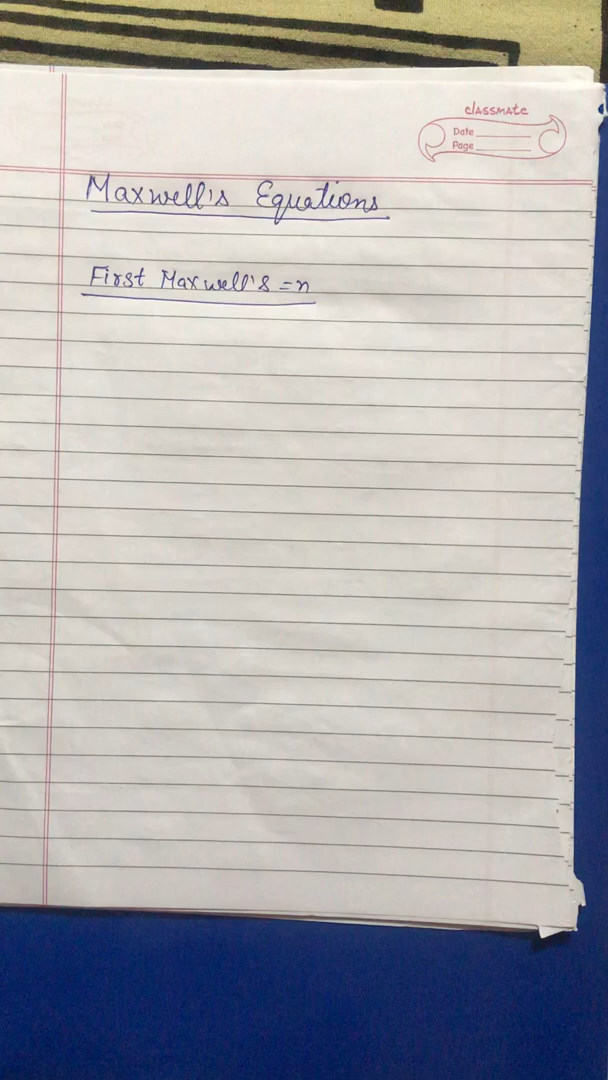 classmate
Date
Page
Maxwell's Equations
First Maxwell's =n